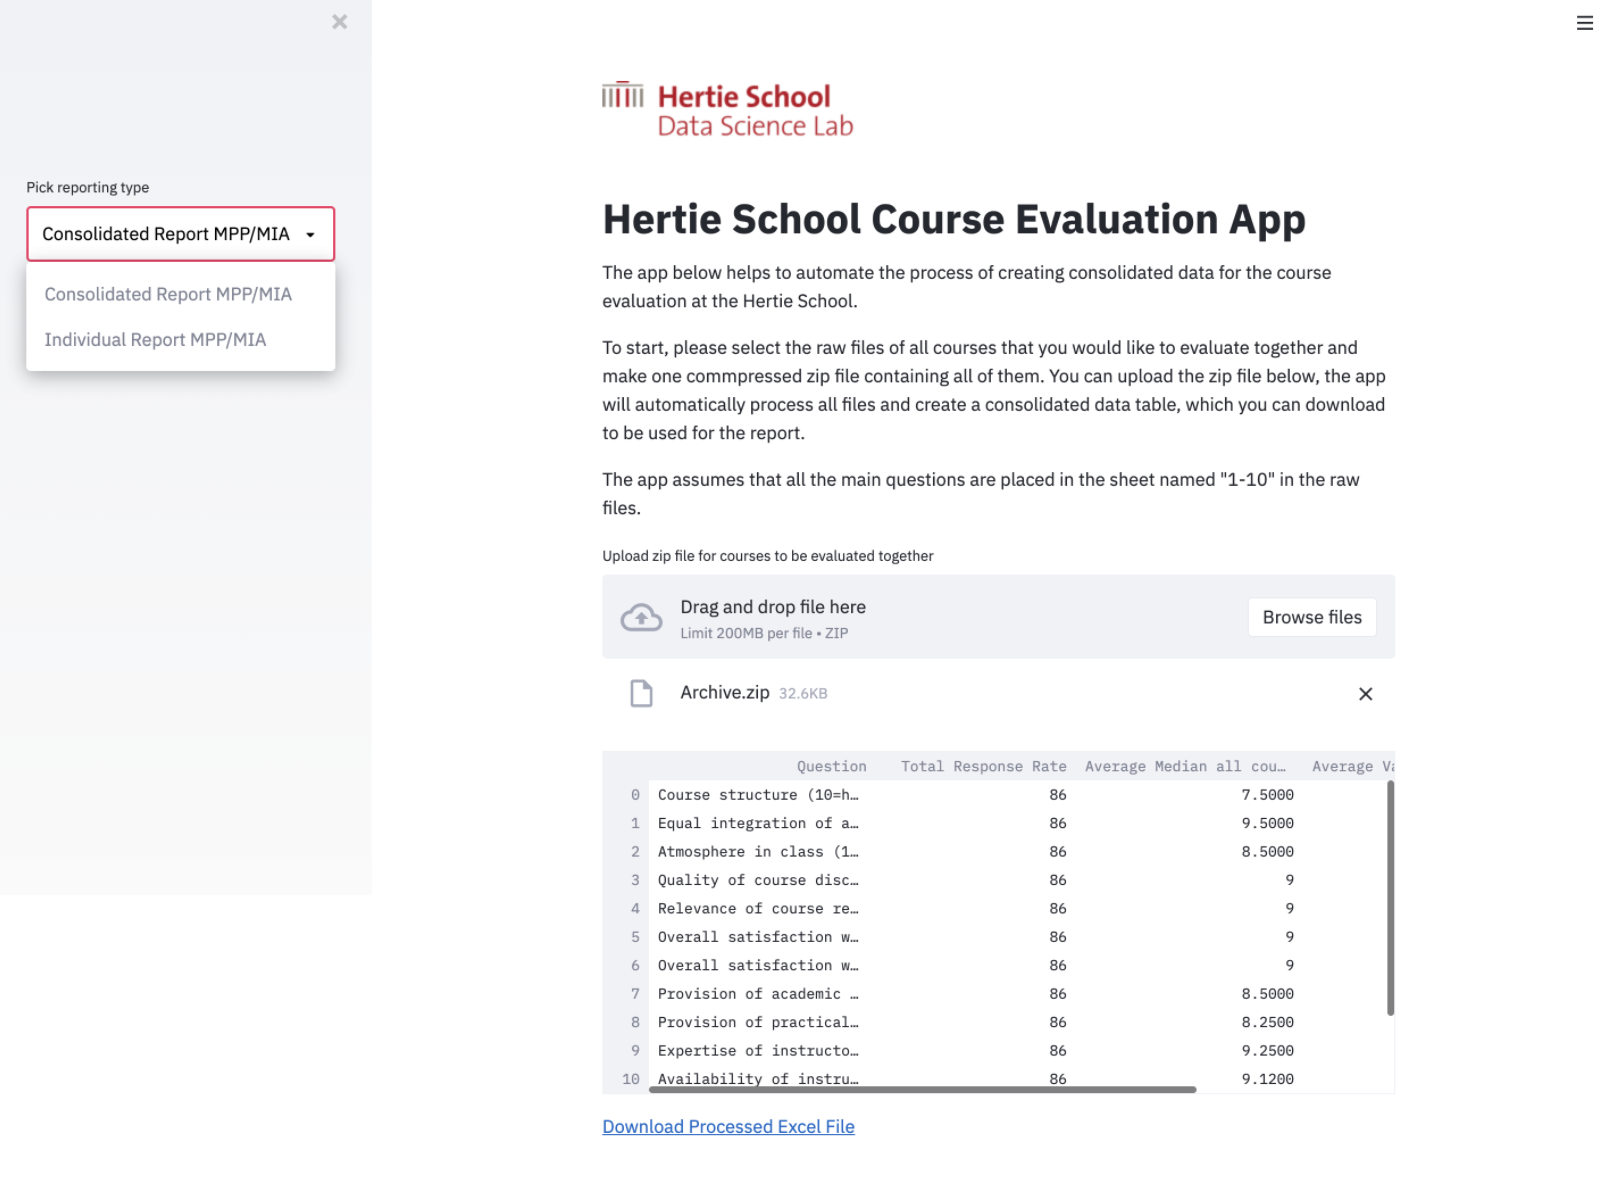 Pick reporting type
Consolidated Report MPP/MIA
Consolidated Report MPP/MIA
Individual Report MPP/MIA
Hertie School
Data Science Lab
Hertie School Course Evaluation App
The app below helps to automate the process of creating consolidated data for the course
evaluation at the Hertie School.
To start, please select the raw files of all courses that you would like to evaluate together and
make one commpressed zip file containing all of them. You can upload the zip file below, the app
will automatically process all files and create a consolidated data table, which you can download
to be used for the report.
The app assumes that all the main questions are placed in the sheet named "1-10" in the raw
files.
Upload zip file for courses to be evaluated together
Drag and drop file here
Limit 200MB per file • ZIP
Browse files
Archive.zip 32.6KB
Question Total Response Rate Average Median all cou… Average Va
0 Course structure (10=h… 86 7.5000
1 Equal integration of a… 86 9.5000
2 Atmosphere in class (1… 86 8.5000
3 Quality of course disc… 86 9
4 Relevance of course re… 86 9
5 Overall satisfaction w… 86 9
6 Overall satisfaction w… 86 9
7 Provision of academic … 86 8.5000
8 Provision of practical… 86 8.2500
9 Expertise of instructo… 86 9.2500
10 Availability of instru… 86 9.1200
Download Processed Excel File